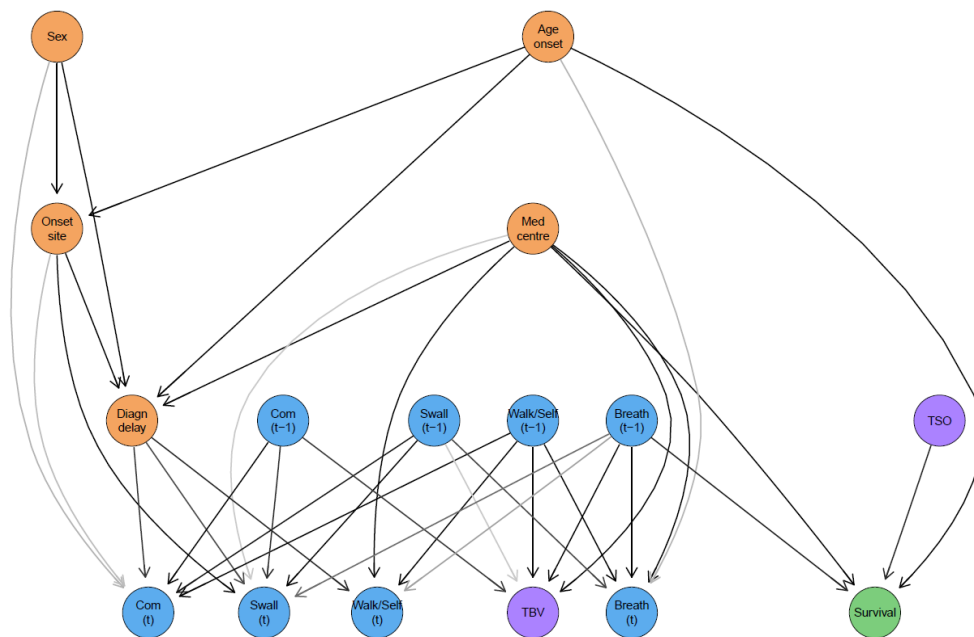 Sex
Age
onset
Onset
site
Med
centre
Diagn
delay
Com
(t−1)
Swall
(t−1)
Walk/Self
(t−1)
Breath
(t−1)
TSO
Com
(t)
Swall
(t)
Walk/Self
(t)
TBV
Breath
(t)
Survival